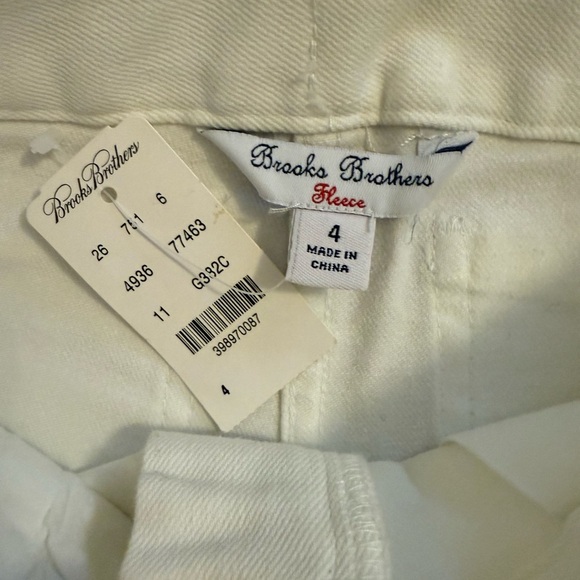 Brooks Brothers
26 731 6
4936 77463
11 G332C
398970087
4
Brooks Brothers
Fleece
4
MADE IN
CHINA